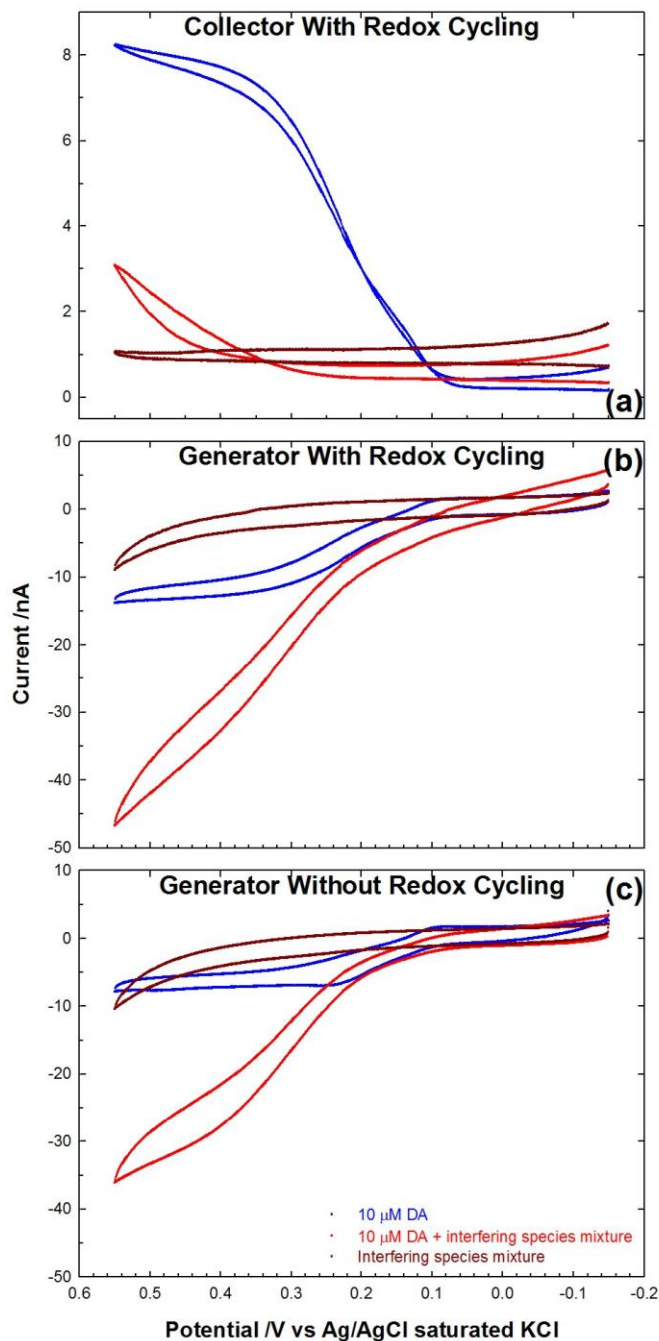 Collector With Redox Cycling
8
6
4
2
0
(a)
Generator With Redox Cycling
(b)
10
0
-10
-20
-30
-40
-50
Current /nA
Generator Without Redox Cycling
(c)
10
0
-10
-20
-30
-40
-50
10 μM DA
10 μM DA + interfering species mixture
Interfering species mixture
0.6 0.5 0.4 0.3 0.2 0.1 0.0 -0.1 -0.2
Potential /V vs Ag/AgCl saturated KCl